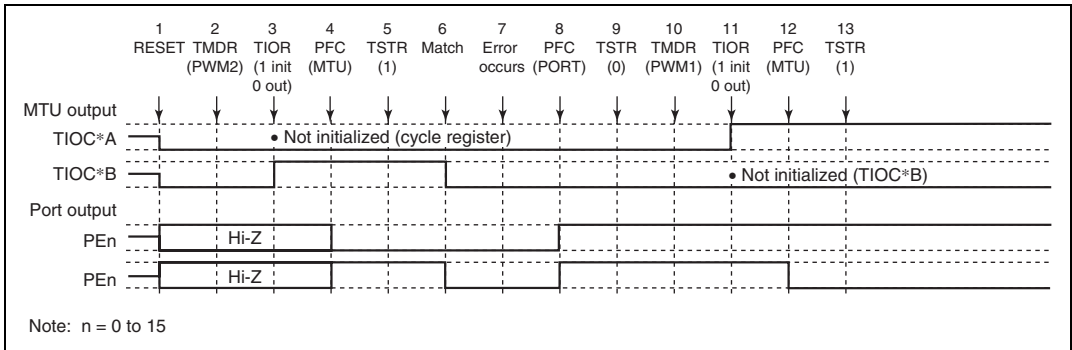 1 2 3 4 5 6 7 8 9 10 11 12 13
RESET TMDR TIOR PFC TSTR Match Error PFC TSTR TMDR TIOR PFC TSTR
(PWM2) (1 init (MTU) (1) occurs (PORT) (0) (PWM1) (1 init (MTU) (1)
0 out) 0 out)
MTU output
TIOC*A • Not initialized (cycle register)
TIOC*B • Not initialized (TIOC*B)
Port output
PEn Hi-Z
PEn Hi-Z
Note: n = 0 to 15